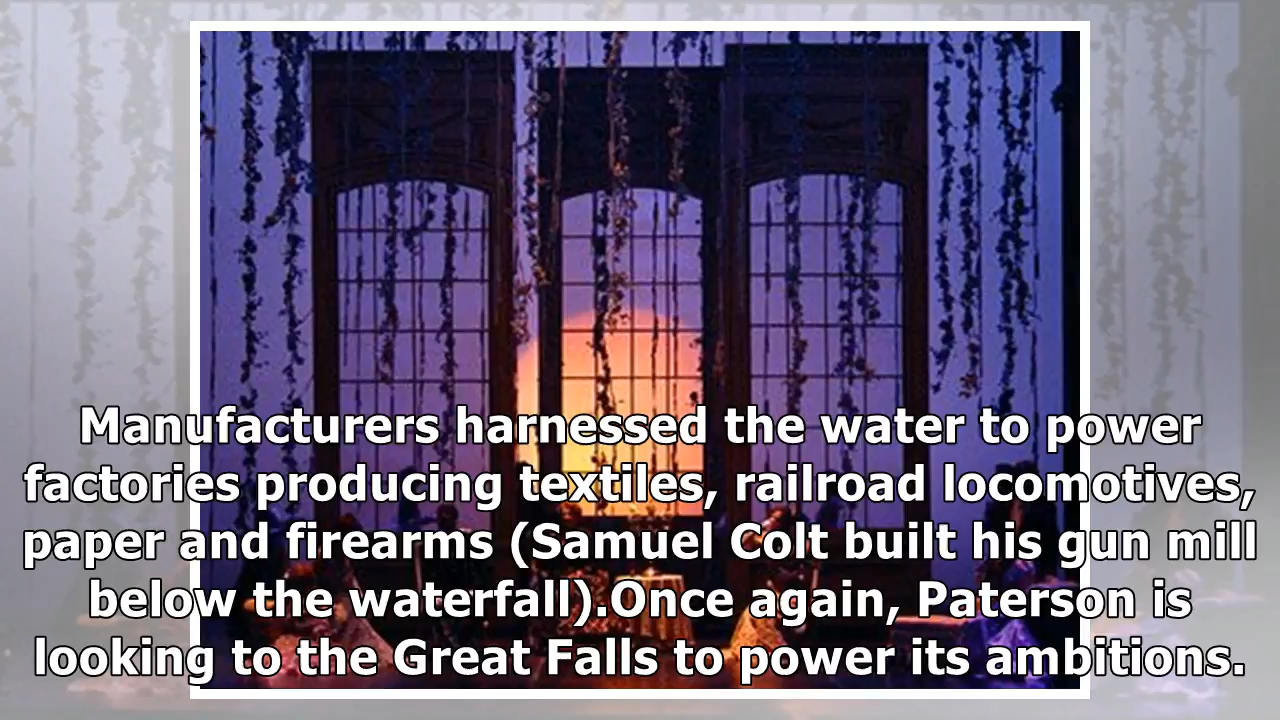 Manufacturers harnessed the water to power
factories producing textiles, railroad locomotives,
paper and firearms (Samuel Colt built his gun mill
below the waterfall).Once again, Paterson is
looking to the Great Falls to power its ambitions.